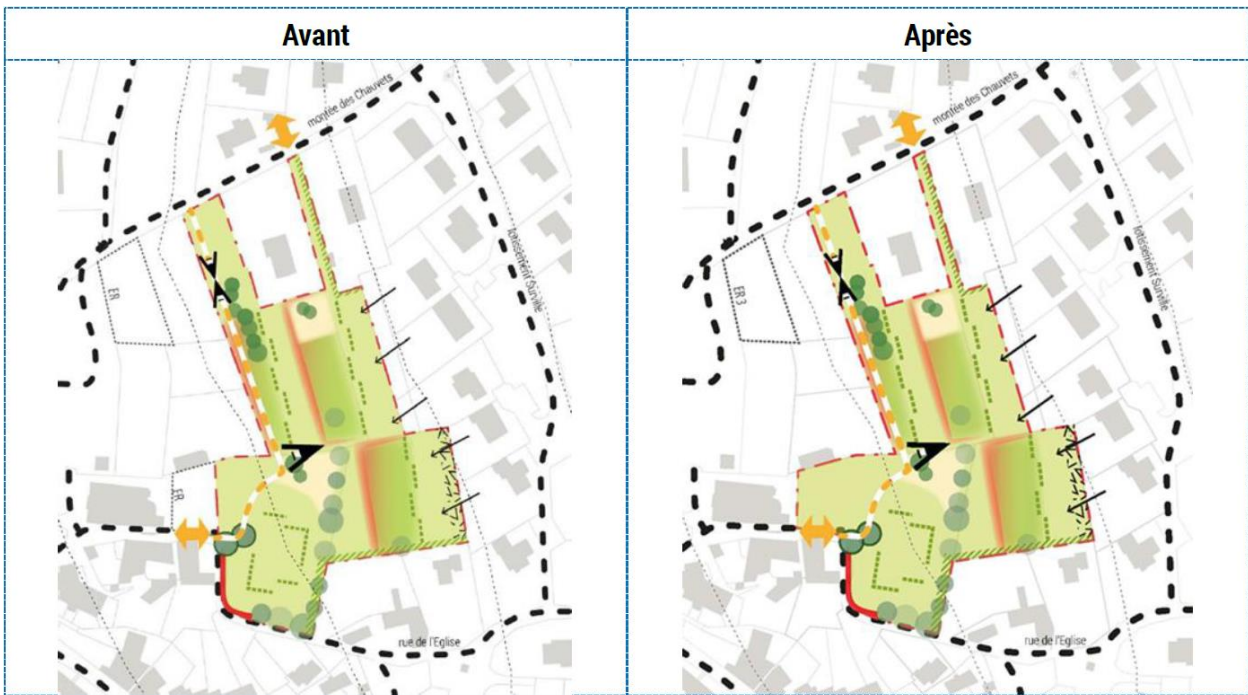 Avant
Après
montée des Chauvets
ER
lotissement Surville
ER
rue de l'Eglise
montée des Chauvets
ER 3
lotissement Surville
rue de l'Eglise